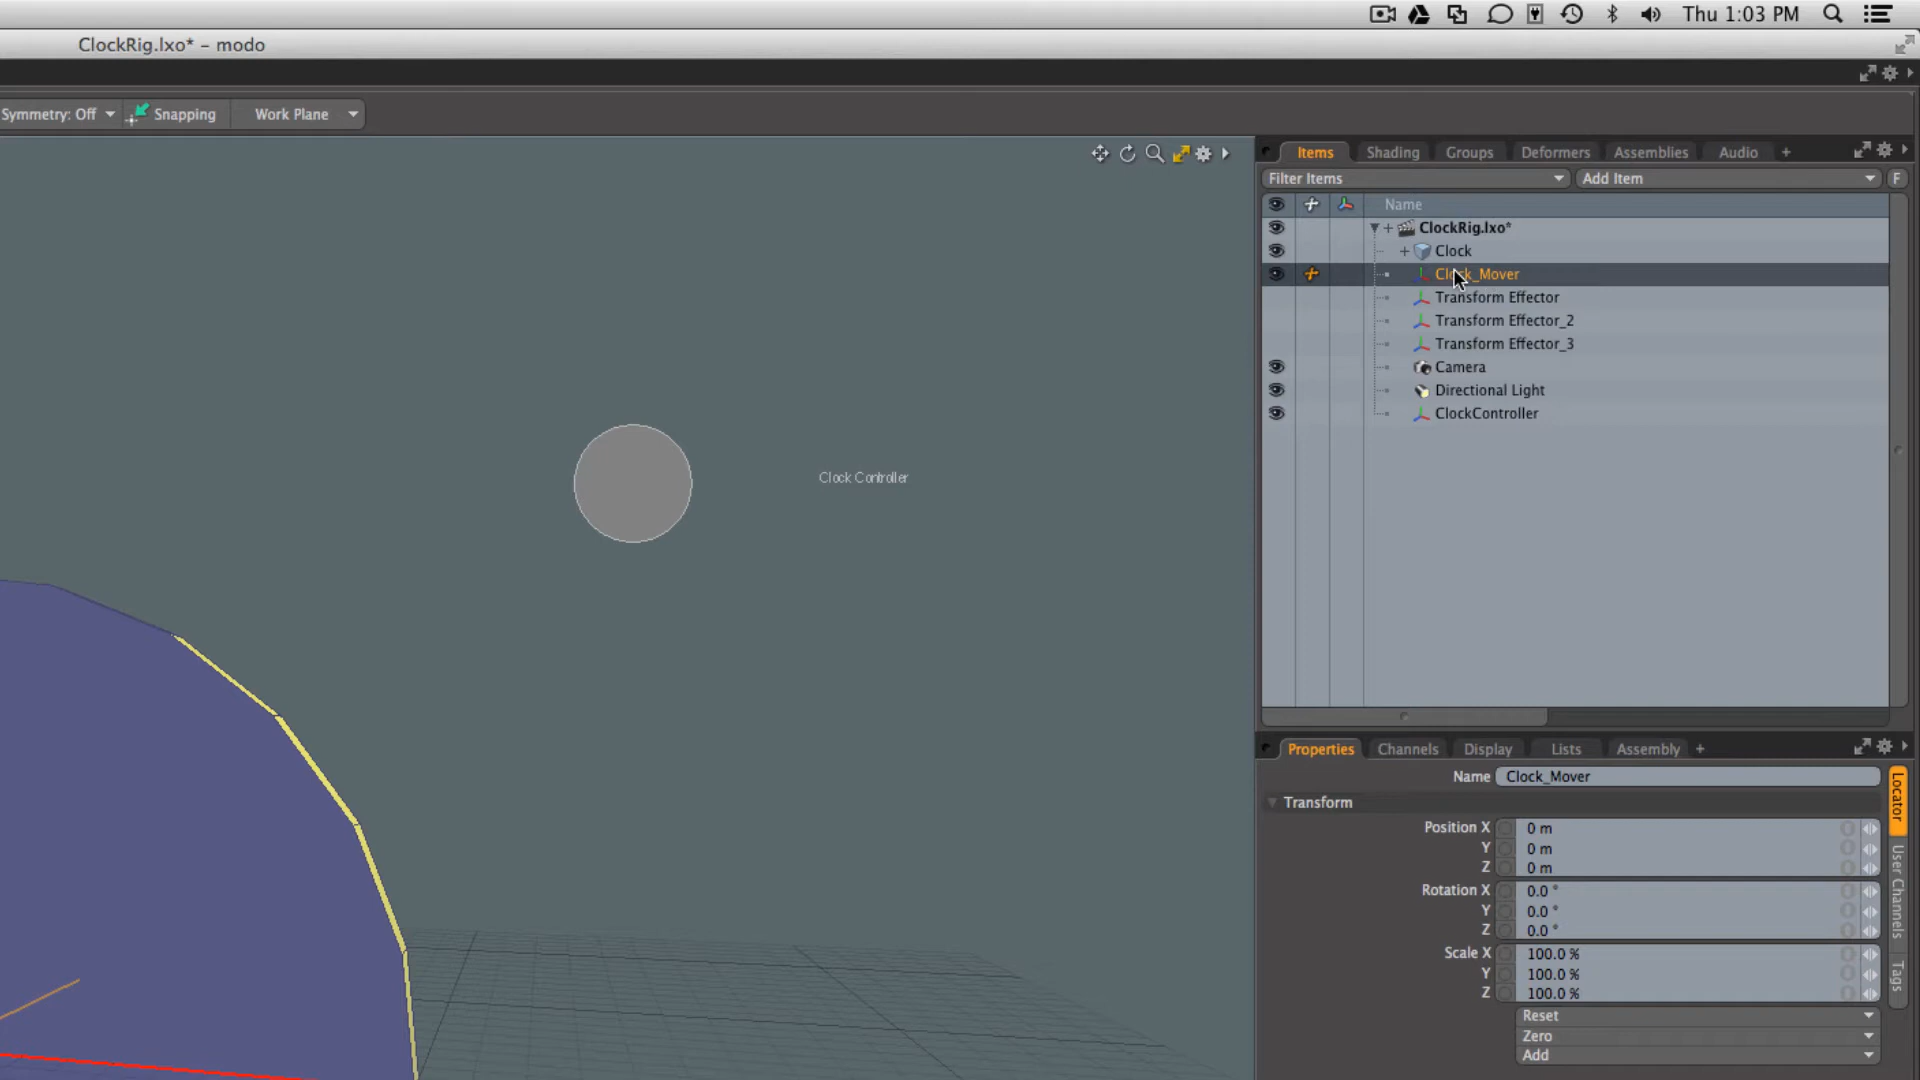 Thu 1:03 PM
ClockRig.lxo* – modo
Symmetry: Off
Snapping
Work Plane
Items
Shading
Groups
Deformers
Assemblies
Audio
+
Filter Items
Add Item
F
Name
ClockRig.lxo*
Clock
Clock_Mover
Transform Effector
Transform Effector_2
Transform Effector_3
Camera
Directional Light
ClockController
Clock Controller
Properties
Channels
Display
Lists
Assembly
+
Name Clock_Mover
Transform
Position X 0 m
Y 0 m
Z 0 m
Rotation X 0.0 °
Y 0.0 °
Z 0.0 °
Scale X 100.0 %
Y 100.0 %
Z 100.0 %
Reset
Zero
Add
Locator
User Channels
Tags